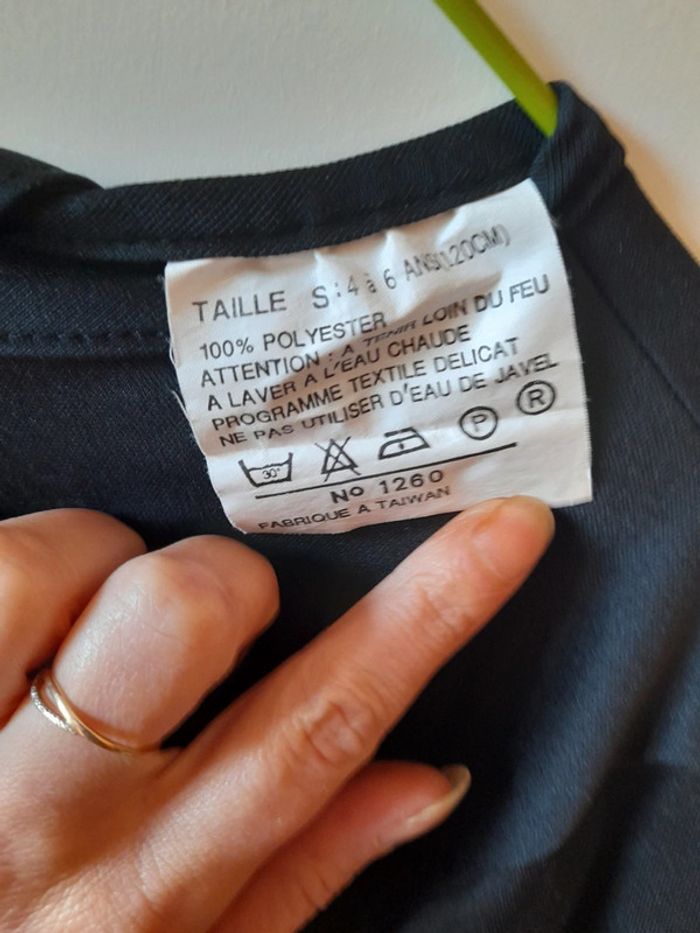 TAILLE S:4 à 6 ANS(120CM)
100% POLYESTER
ATTENTION : A TENIR LOIN DU FEU
A LAVER A L'EAU CHAUDE
PROGRAMME TEXTILE DELICAT
NE PAS UTILISER D'EAU DE JAVEL
30° P R
No 1260
FABRIQUE A TAIWAN